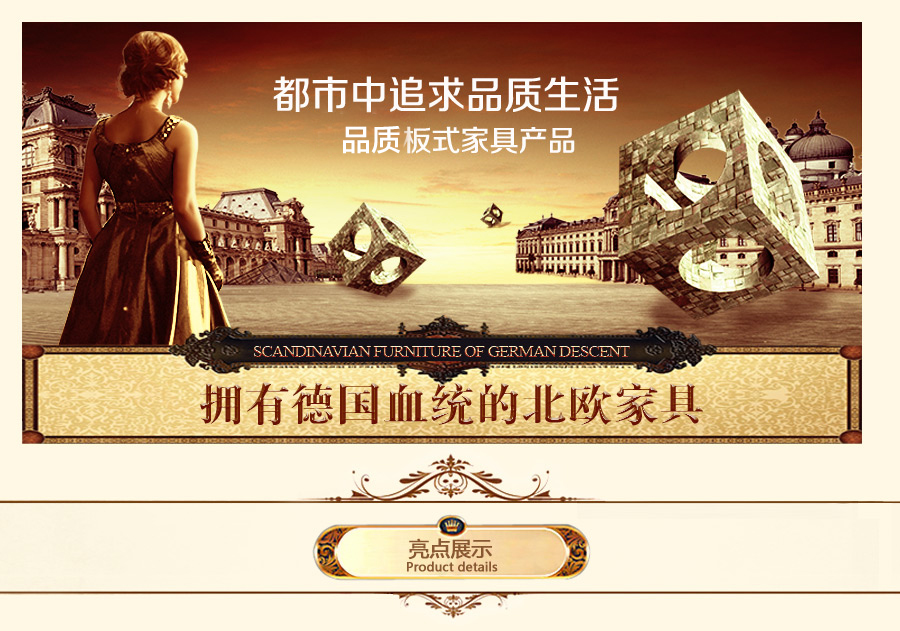 都市中追求品质生活
品质板式家具产品
SCANDINAVIAN FURNITURE OF GERMAN DESCENT
拥有德国血统的北欧家具
亮点展示
Product details